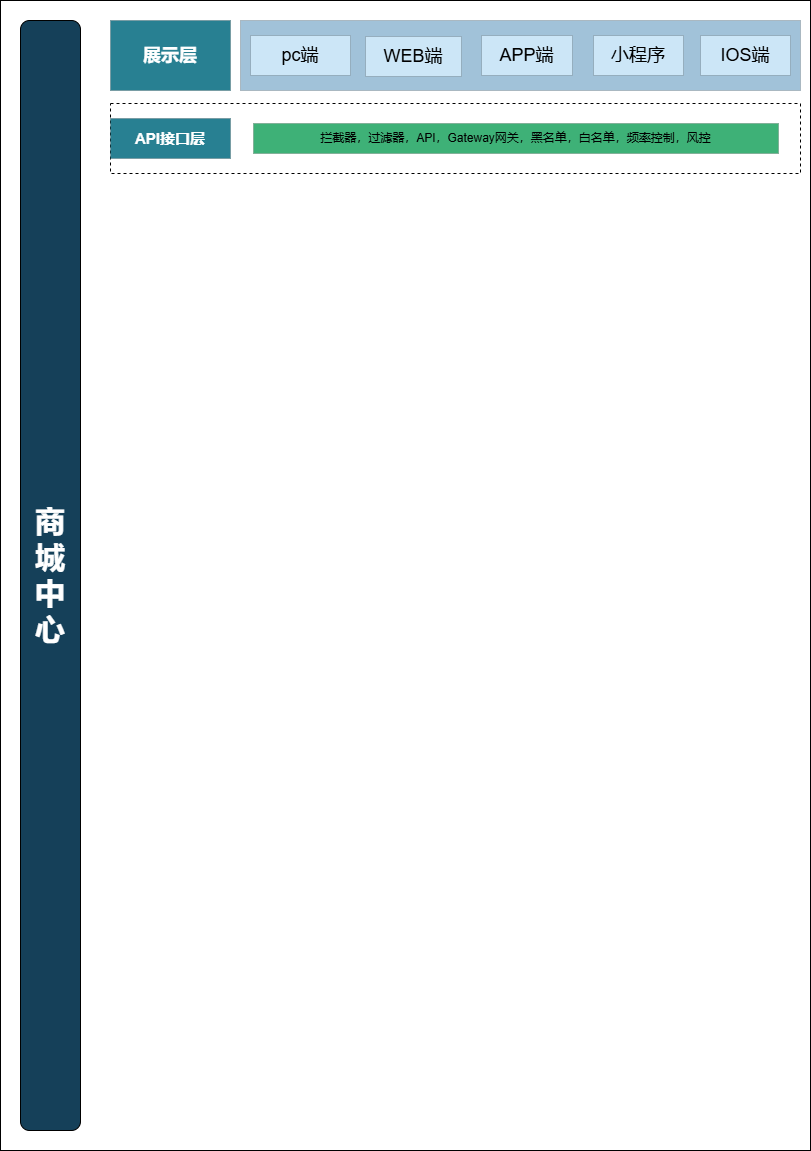 商
城
中
心
展示层
pc端
WEB端
APP端
小程序
IOS端
API接口层
拦截器，过滤器，API，Gateway网关，黑名单，白名单，频率控制，风控